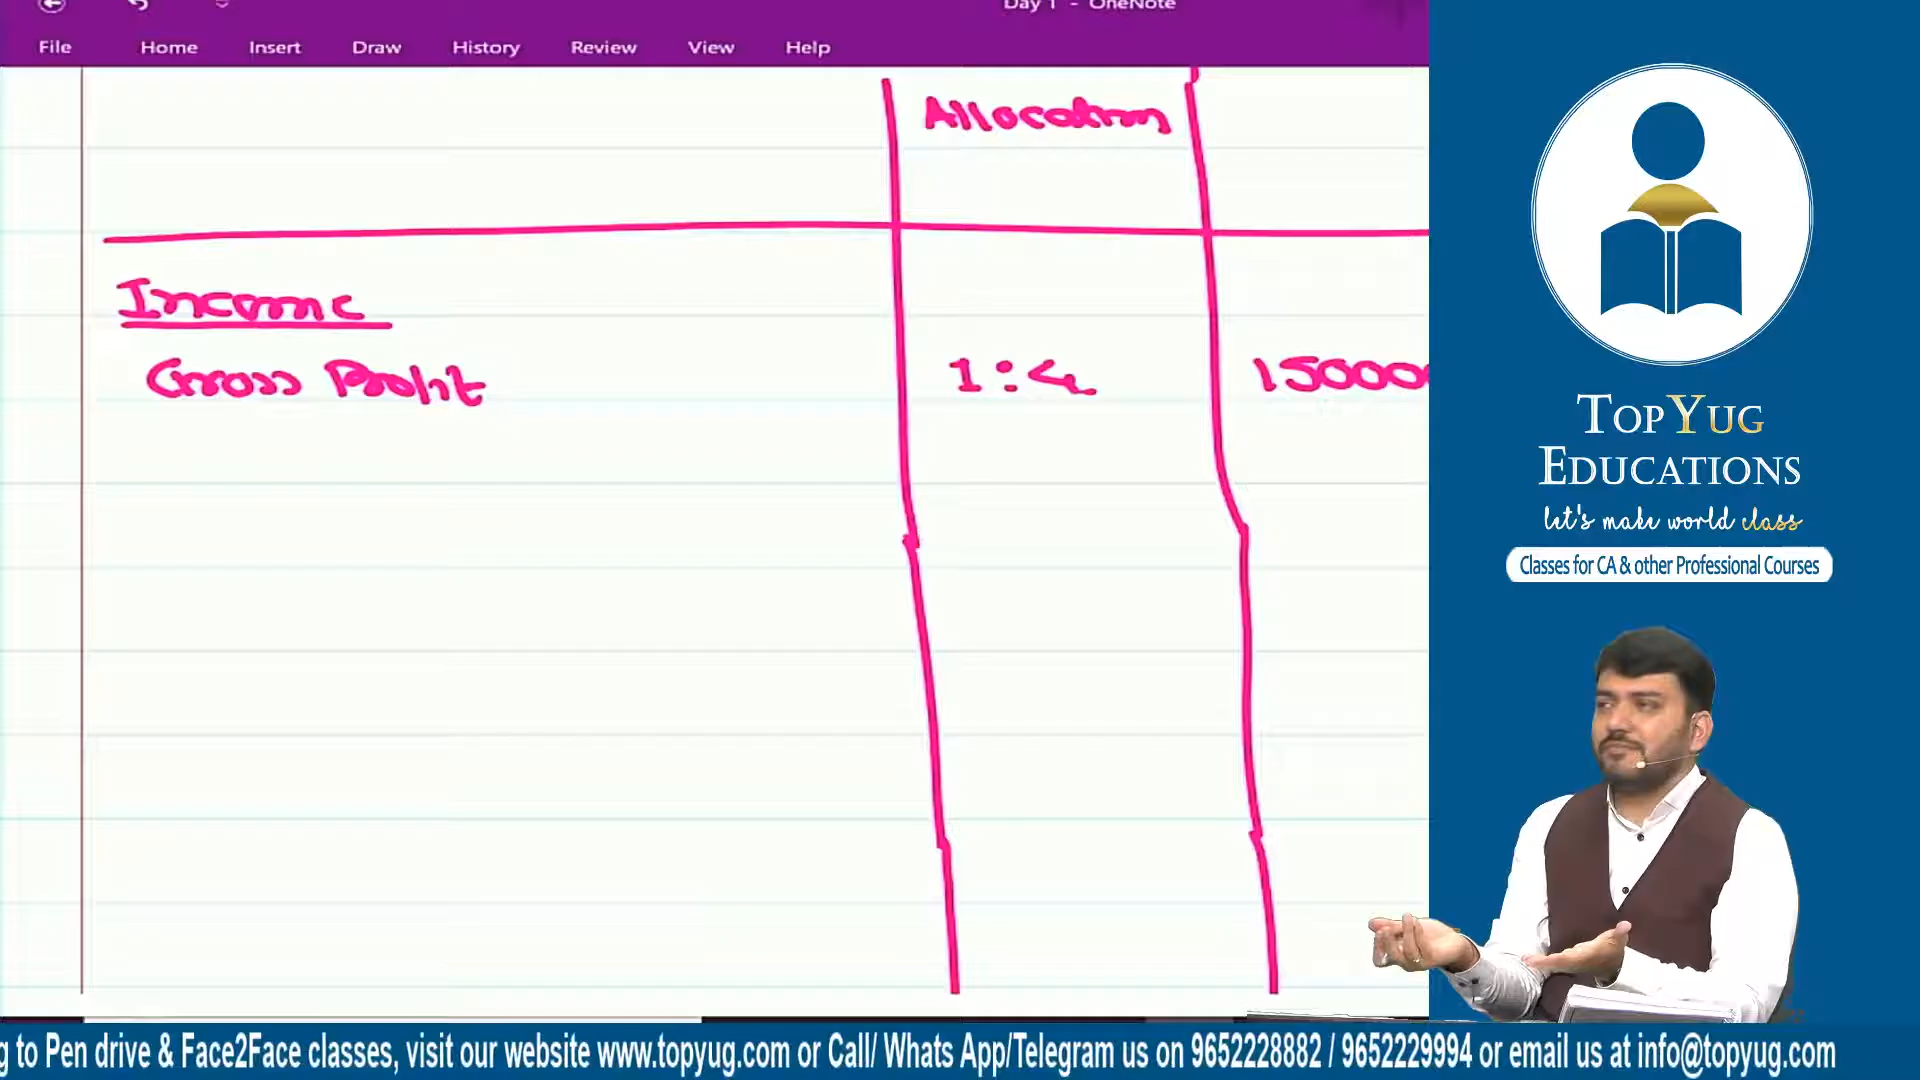 Day 1 - OneNote
File Home Insert Draw History Review View Help
Allocation
Income
Gross Profit 1:4 150000
TOPYUG
EDUCATIONS
let's make world class
Classes for CA & other Professional Courses
g to Pen drive & Face2Face classes, visit our website www.topyug.com or Call/ Whats App/Telegram us on 9652228882 / 9652229994 or email us at info@topyug.com